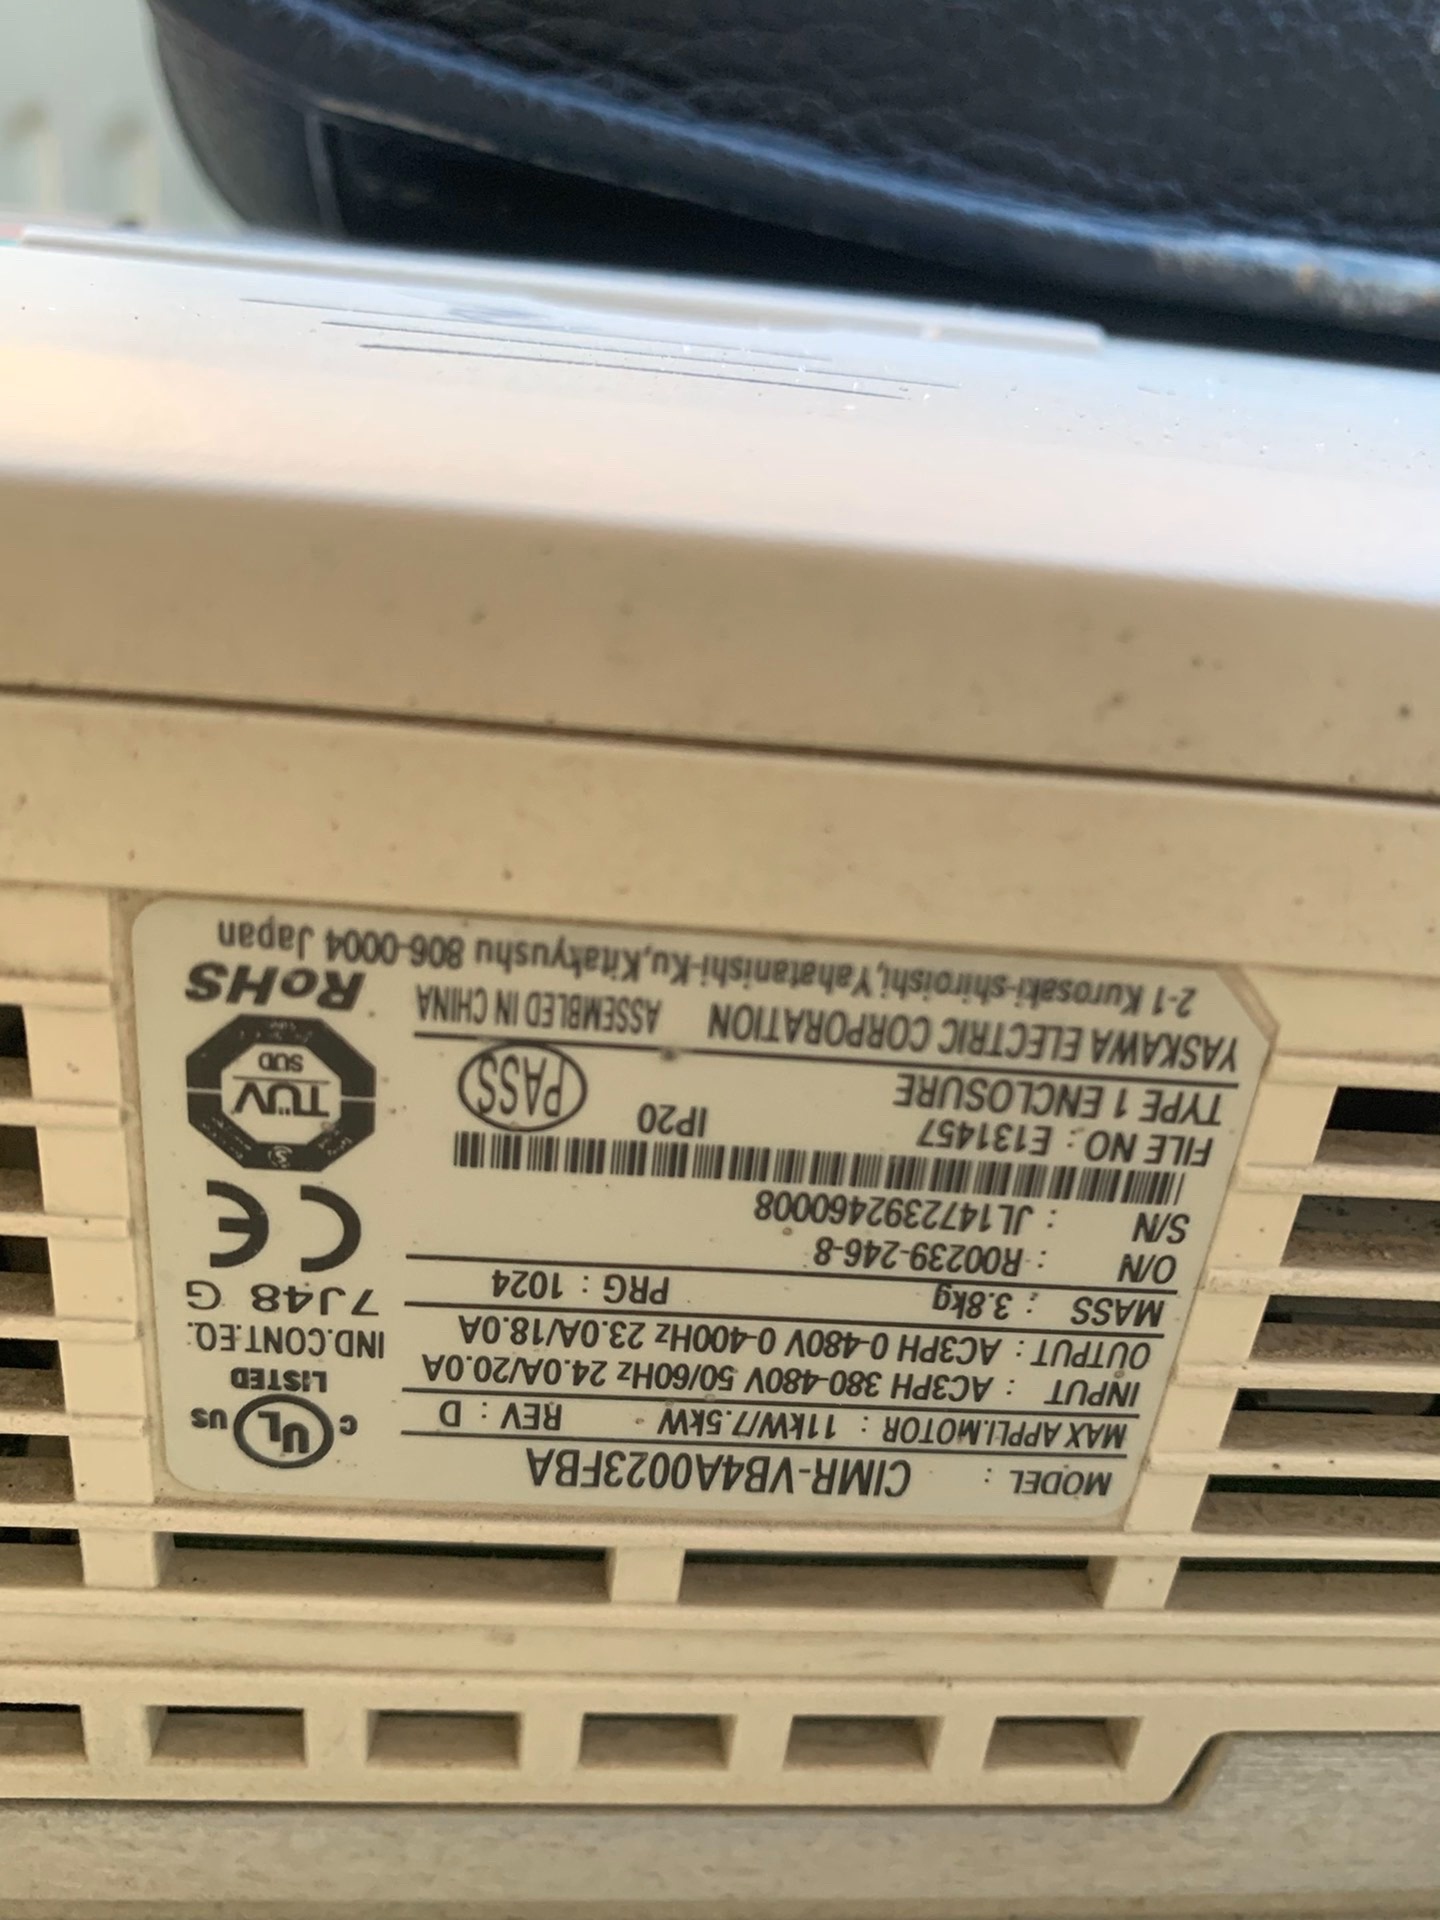 MODEL : CIMR-VB4A0023FBA
MAX APPLI.MOTOR : 11kW/7.5kW REV : D
INPUT : AC3PH 380-480V 50/60Hz 24.0A/20.0A
OUTPUT : AC3PH 0-480V 0-400Hz 23.0A/18.0A
MASS : 3.8kg PRG : 1024
O/N : R00239-246-8
S/N : JL1472392460008
FILE NO : E131457 IP20
TYPE 1 ENCLOSURE PASS
YASKAWA ELECTRIC CORPORATION ASSEMBLED IN CHINA
2-1 Kurosaki-shiroishi,Yahatanishi-Ku,Kitakyushu 806-0004 Japan
C UL US
LISTED
IND.CONT.EQ.
7J48 G
CE
TÜV
SUD
RoHS